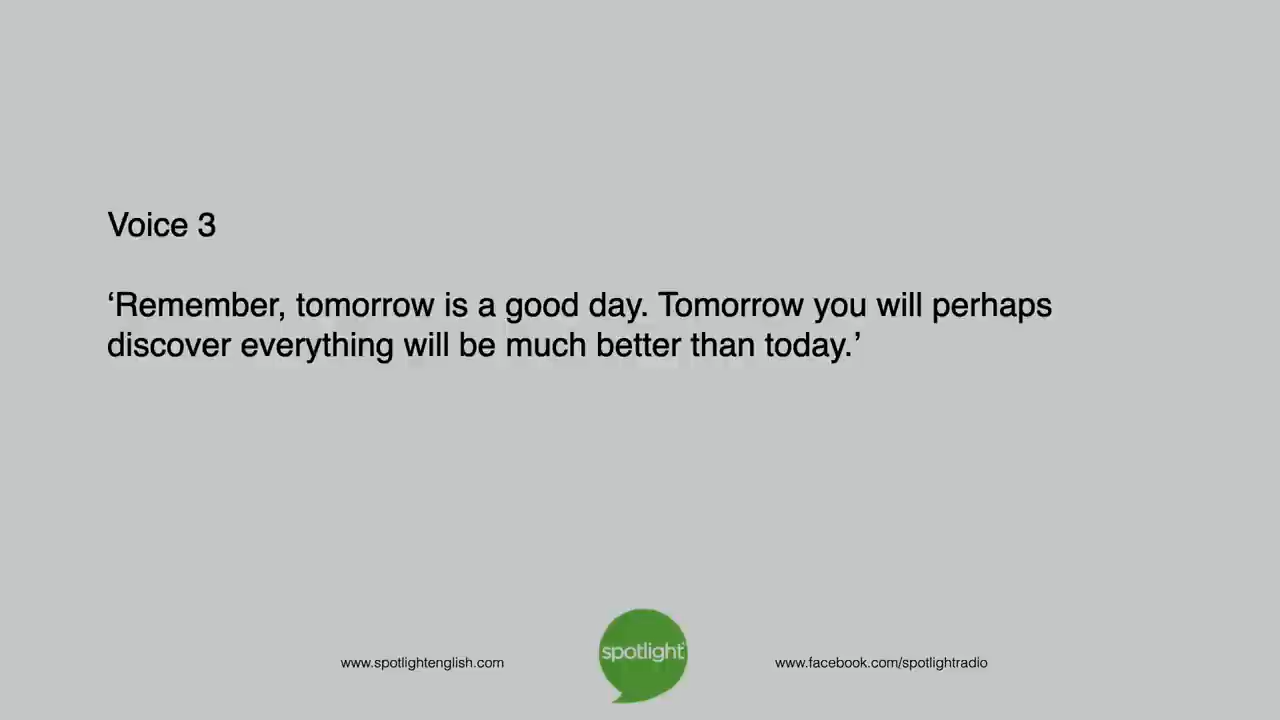 Voice 3
‘Remember, tomorrow is a good day. Tomorrow you will perhaps
discover everything will be much better than today.’
www.spotlightenglish.com
spotlight
www.facebook.com/spotlightradio